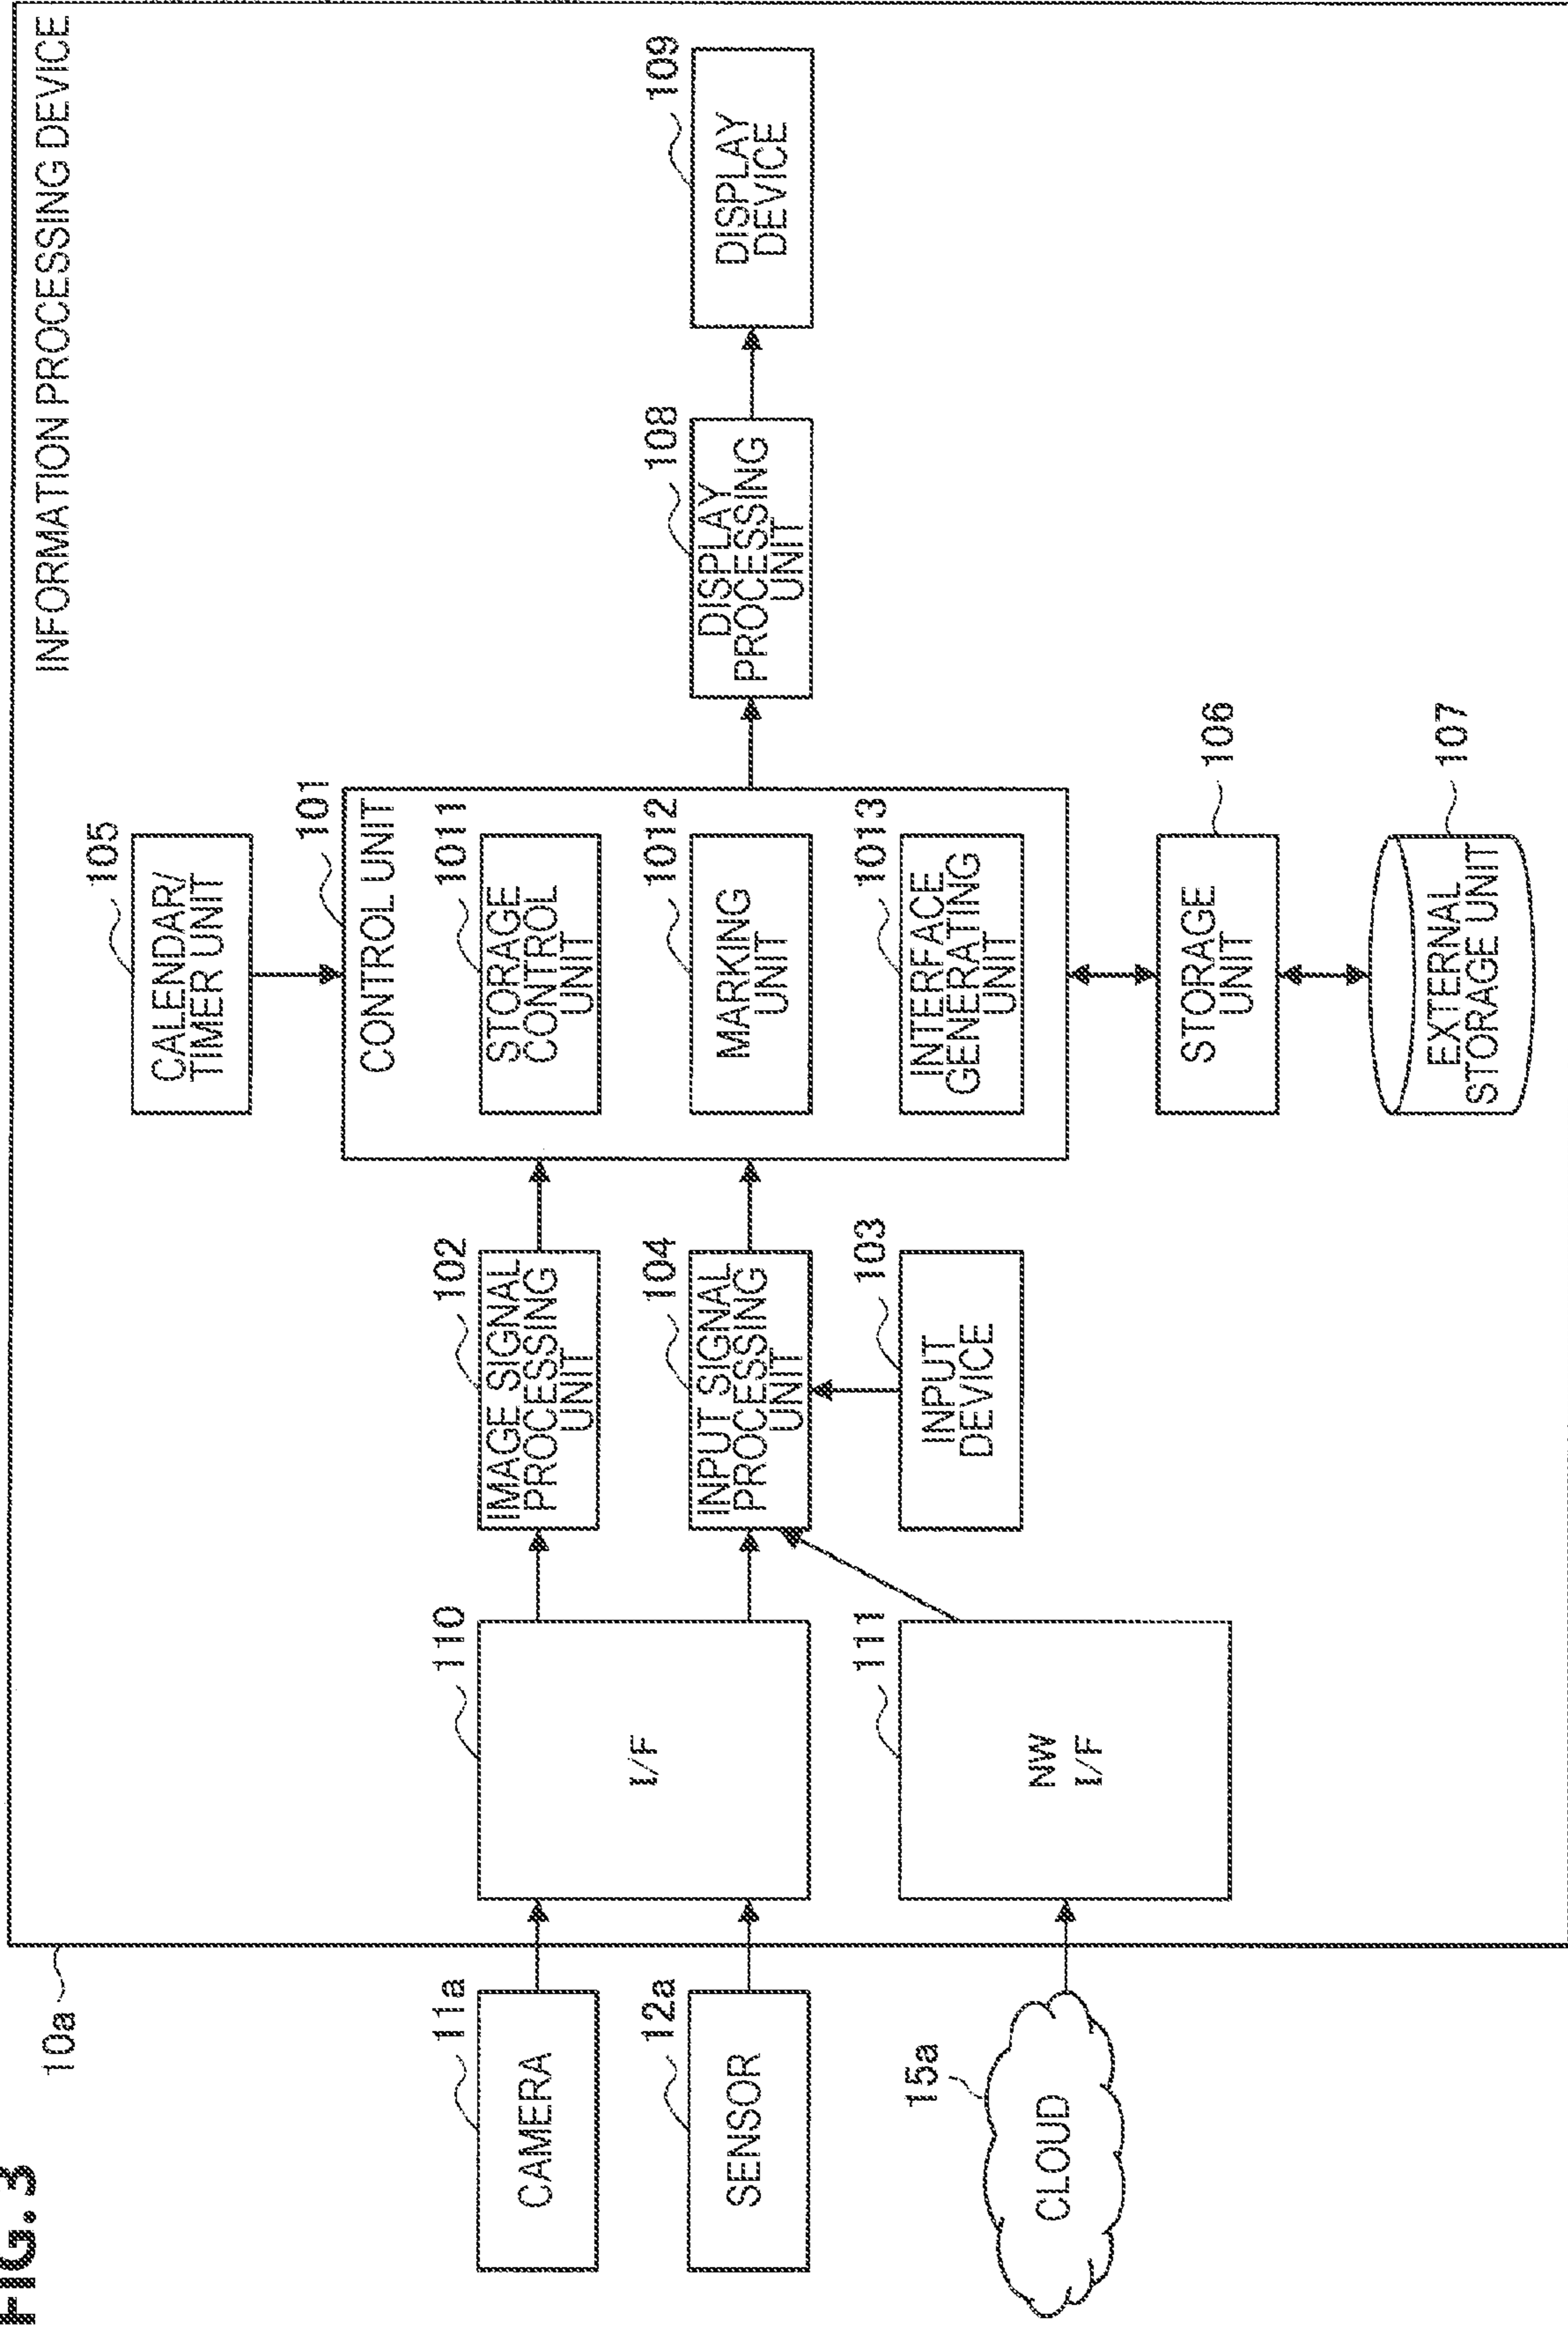 FIG. 3
10a
INFORMATION PROCESSING DEVICE
105
CALENDAR/
TIMER UNIT
101
CONTROL UNIT
11a
CAMERA
110
I/F
102
IMAGE SIGNAL
PROCESSING
UNIT
1011
STORAGE
CONTROL
UNIT
12a
SENSOR
104
INPUT SIGNAL
PROCESSING
UNIT
1012
MARKING
UNIT
108
DISPLAY
PROCESSING
UNIT
109
DISPLAY
DEVICE
15a
CLOUD
111
NW
I/F
103
INPUT
DEVICE
1013
INTERFACE
GENERATING
UNIT
106
STORAGE
UNIT
107
EXTERNAL
STORAGE UNIT